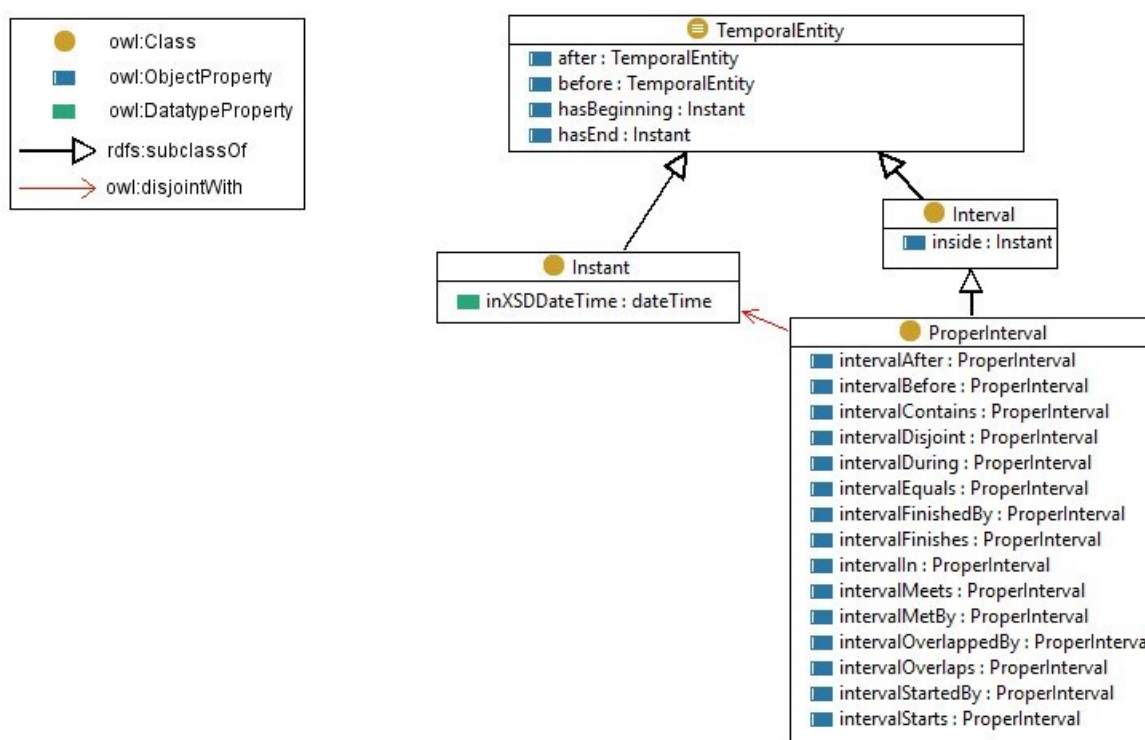 owl:Class
owl:ObjectProperty
owl:DatatypeProperty
rdfs:subclassOf
owl:disjointWith
TemporalEntity
after : TemporalEntity
before : TemporalEntity
hasBeginning : Instant
hasEnd : Instant
Interval
inside : Instant
Instant
inXSDDateTime : dateTime
ProperInterval
intervalAfter : ProperInterval
intervalBefore : ProperInterval
intervalContains : ProperInterval
intervalDisjoint : ProperInterval
intervalDuring : ProperInterval
intervalEquals : ProperInterval
intervalFinishedBy : ProperInterval
intervalFinishes : ProperInterval
intervalIn : ProperInterval
intervalMeets : ProperInterval
intervalMetBy : ProperInterval
intervalOverlappedBy : ProperInterva
intervalOverlaps : ProperInterval
intervalStartedBy : ProperInterval
intervalStarts : ProperInterval